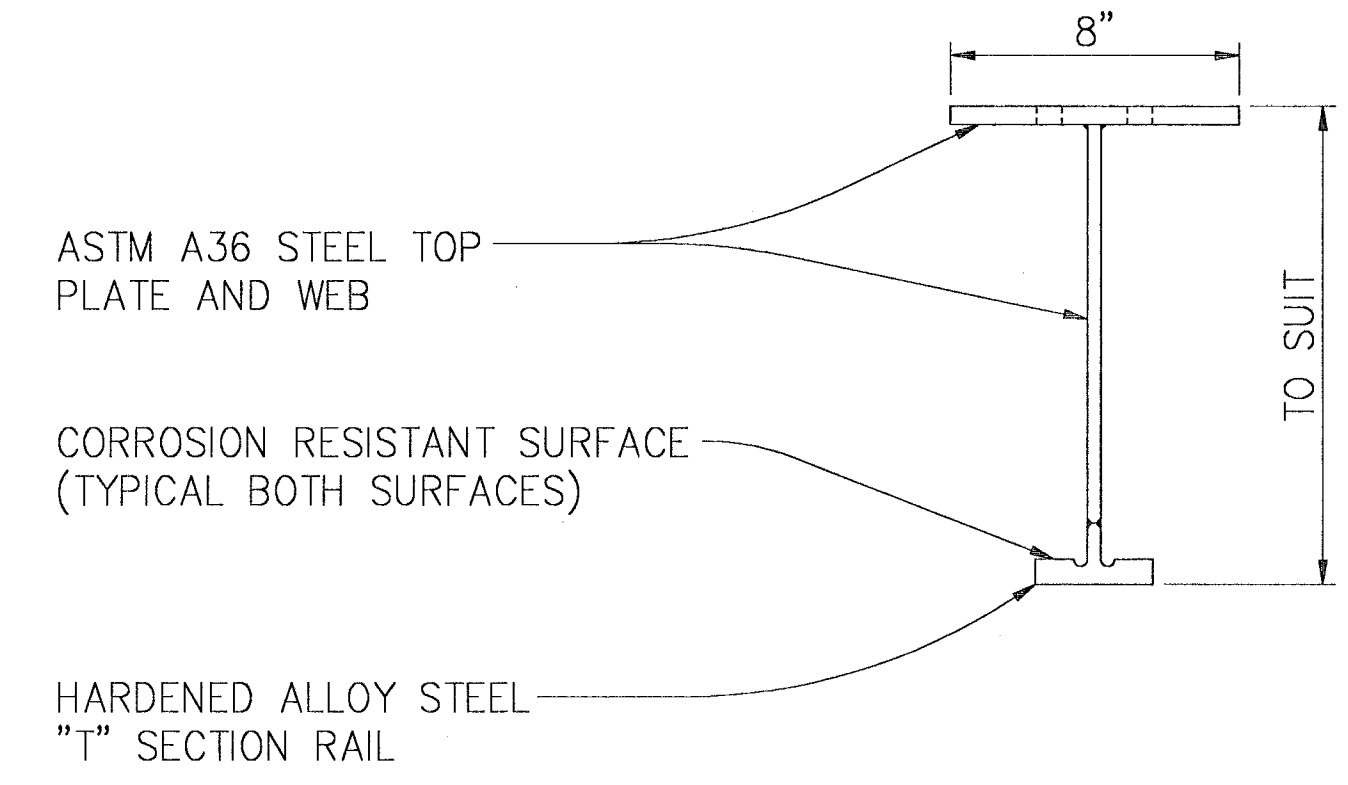 8”
ASTM A36 STEEL TOP
PLATE AND WEB
TO SUIT
CORROSION RESISTANT SURFACE
(TYPICAL BOTH SURFACES)
HARDENED ALLOY STEEL
”T” SECTION RAIL